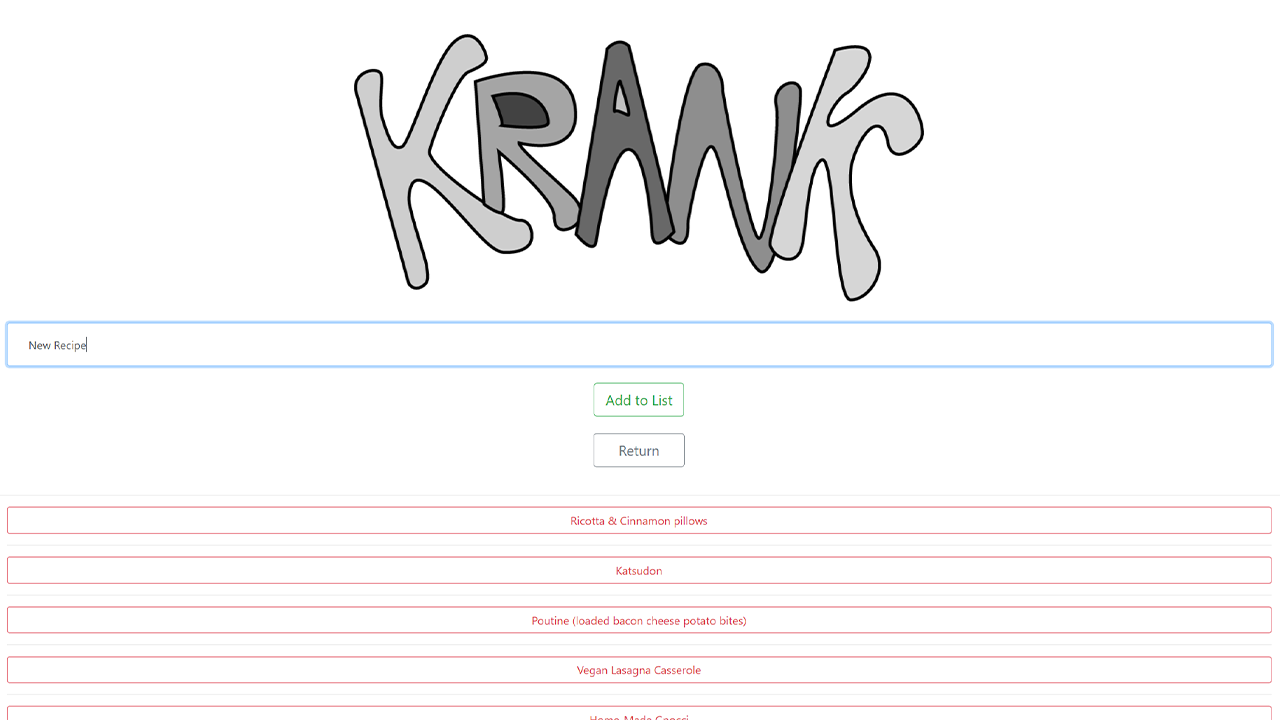 KRANK
New Recipe
Add to List
Return
Ricotta & Cinnamon pillows
Katsudon
Poutine (loaded bacon cheese potato bites)
Vegan Lasagna Casserole